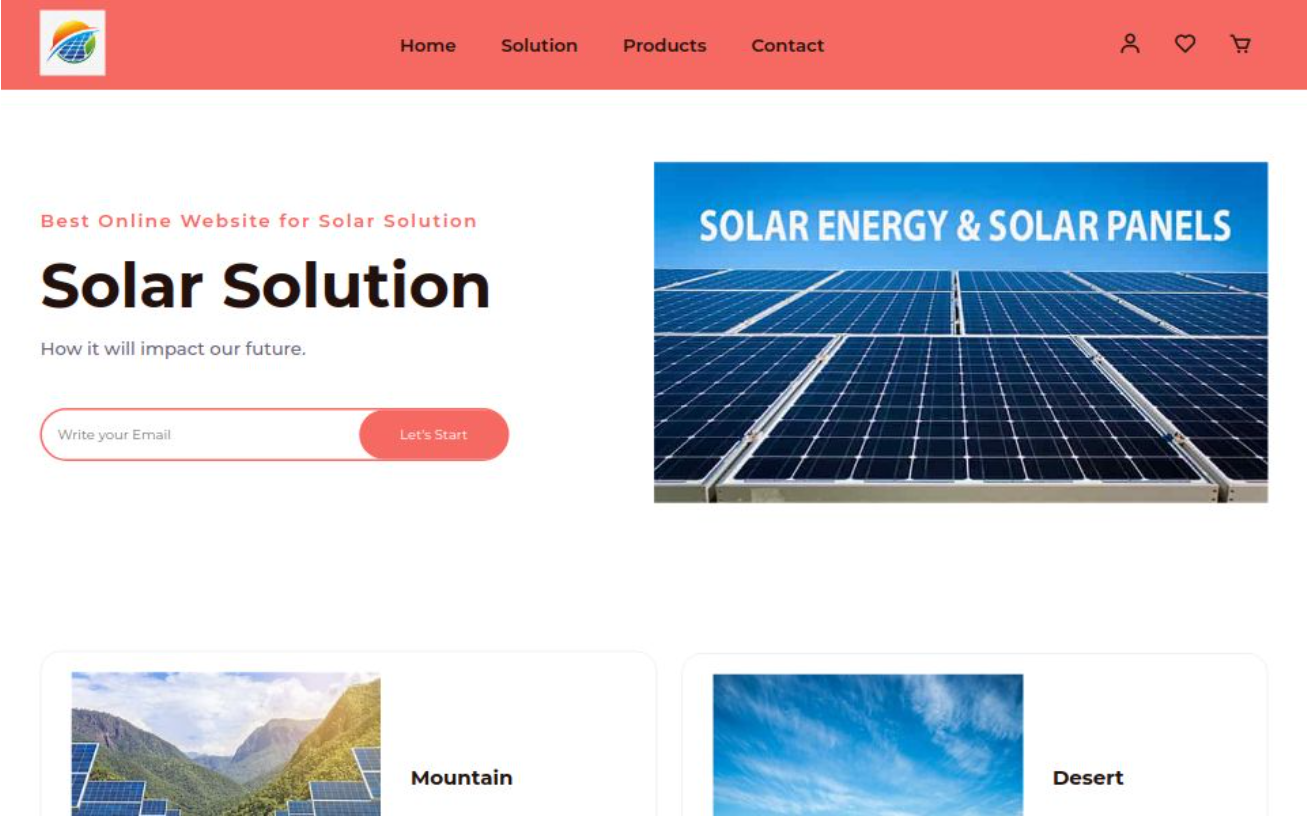 Home Solution Products Contact
Best Online Website for Solar Solution
Solar Solution
How it will impact our future.
Write your Email Let's Start
SOLAR ENERGY & SOLAR PANELS
Mountain
Desert